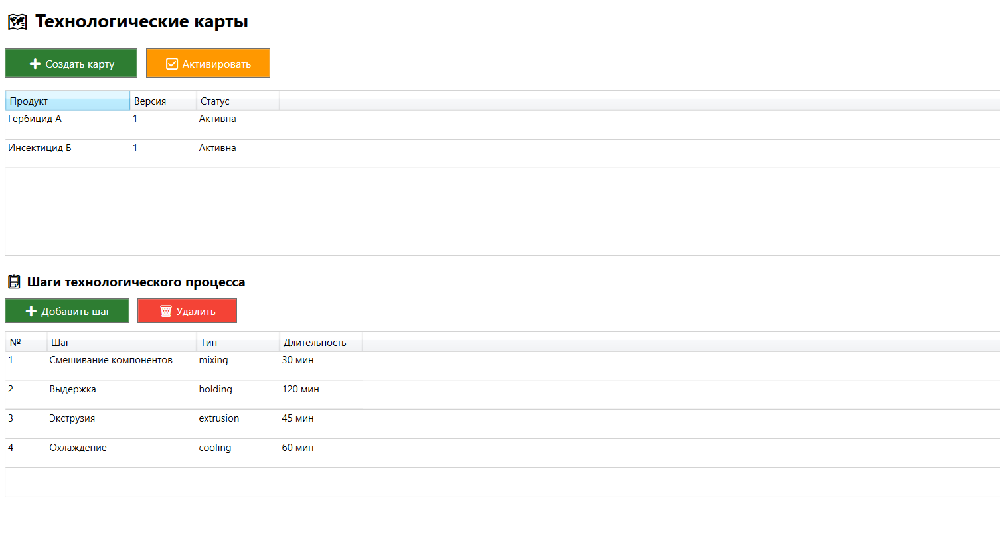 Технологические карты
Создать карту Активировать
Продукт Версия Статус
Гербицид А 1 Активна
Инсектицид Б 1 Активна
Шаги технологического процесса
Добавить шаг Удалить
№ Шаг Тип Длительность
1 Смешивание компонентов mixing 30 мин
2 Выдержка holding 120 мин
3 Экструзия extrusion 45 мин
4 Охлаждение cooling 60 мин